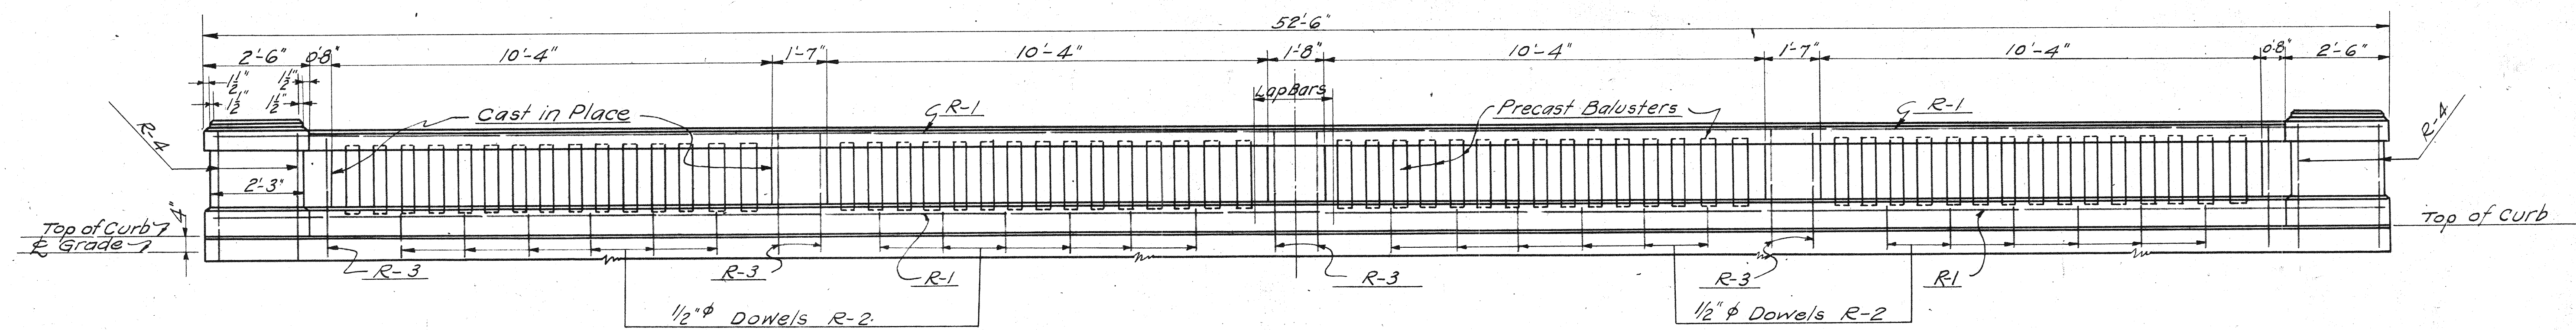 52'-6"
2'-6" 0'8" 10'-4" 1'-7" 10'-4" 1'-8" 10'-4" 1'-7" 10'-4" 0'8" 2'-6"
1½" 1½"
1½" 1½"
Lap Bars
R-4 Cast in Place R-1 Precast Balusters R-1 R-4
2'-3"
4"
Top of Curb Top of Curb
℄ Grade
R-3 R-3 R-1 R-3 R-3 R-1
1/2"ϕ Dowels R-2. 1/2"ϕ Dowels R-2